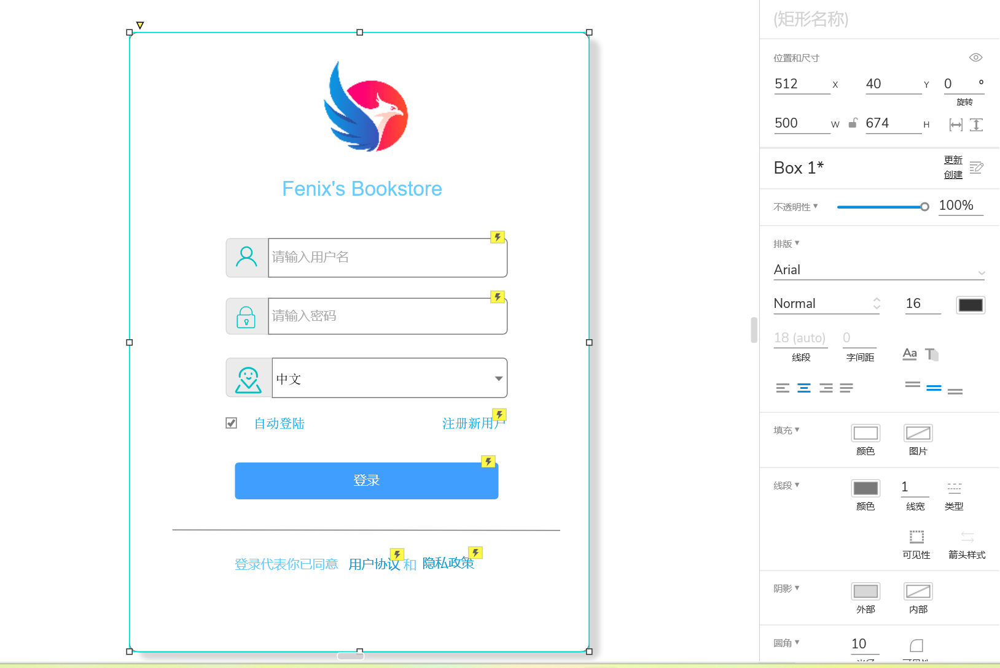 (矩形名称)
位置和尺寸
512 X 40 Y 0 °
旋转
500 W 674 H
Box 1*
更新
创建
不透明性 100%
排版
Arial
Normal 16
18 (auto) 0
线段 字间距
Aa T
填充
颜色 图片
线段 1
颜色 线宽 类型
可见性 箭头样式
阴影
外部 内部
圆角 10
Fenix's Bookstore
请输入用户名
请输入密码
中文
自动登陆 注册新用户
登录
登录代表你已同意 用户协议 和 隐私政策